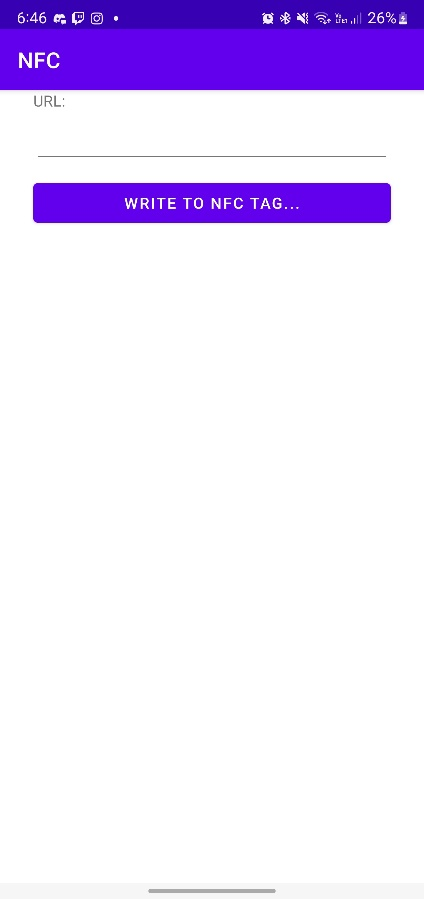 6:46 26%
NFC
URL:
WRITE TO NFC TAG...